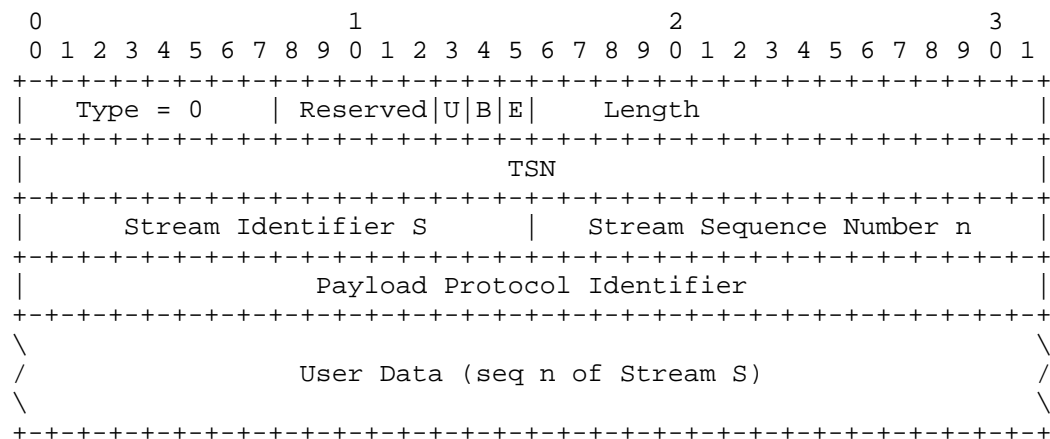 0                   1                   2                   3
 0 1 2 3 4 5 6 7 8 9 0 1 2 3 4 5 6 7 8 9 0 1 2 3 4 5 6 7 8 9 0 1
+-+-+-+-+-+-+-+-+-+-+-+-+-+-+-+-+-+-+-+-+-+-+-+-+-+-+-+-+-+-+-+-+
|   Type = 0    | Reserved|U|B|E|    Length                     |
+-+-+-+-+-+-+-+-+-+-+-+-+-+-+-+-+-+-+-+-+-+-+-+-+-+-+-+-+-+-+-+-+
|                              TSN                              |
+-+-+-+-+-+-+-+-+-+-+-+-+-+-+-+-+-+-+-+-+-+-+-+-+-+-+-+-+-+-+-+-+
|      Stream Identifier S      |   Stream Sequence Number n    |
+-+-+-+-+-+-+-+-+-+-+-+-+-+-+-+-+-+-+-+-+-+-+-+-+-+-+-+-+-+-+-+-+
|                  Payload Protocol Identifier                  |
+-+-+-+-+-+-+-+-+-+-+-+-+-+-+-+-+-+-+-+-+-+-+-+-+-+-+-+-+-+-+-+-+
\                                                               \
/                 User Data (seq n of Stream S)                 /
\                                                               \
+-+-+-+-+-+-+-+-+-+-+-+-+-+-+-+-+-+-+-+-+-+-+-+-+-+-+-+-+-+-+-+-+